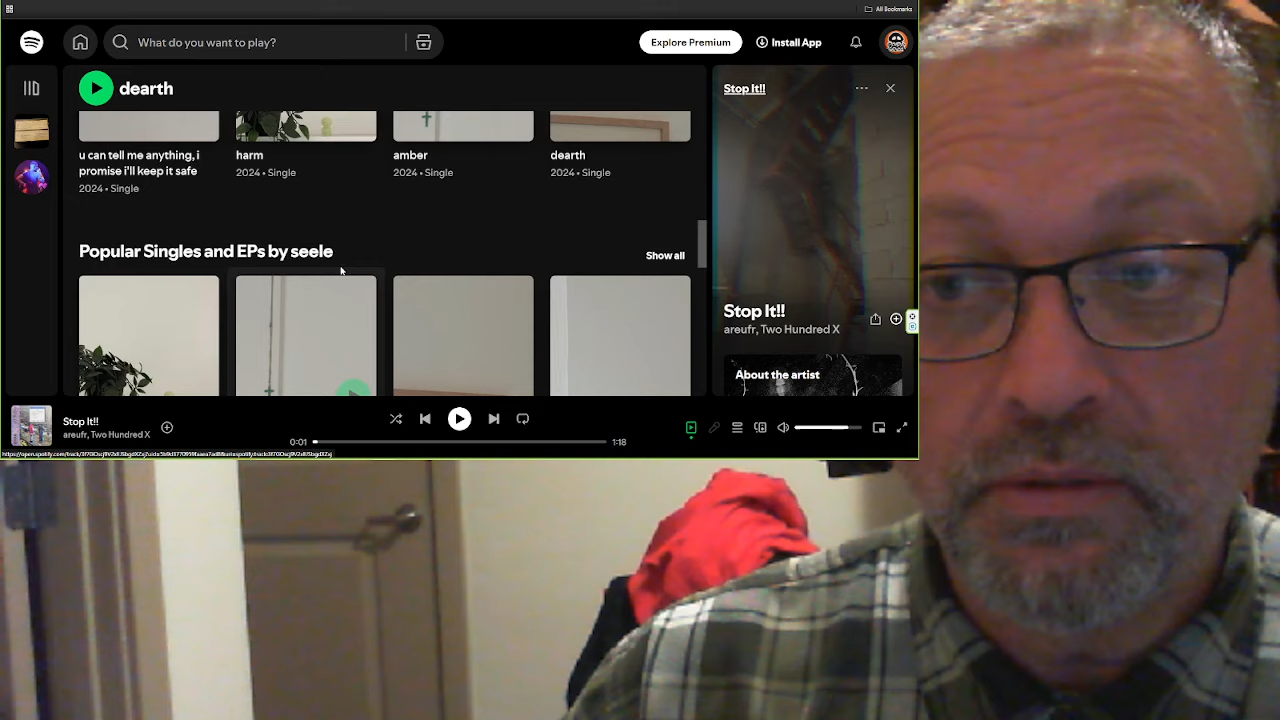 All Bookmarks
What do you want to play?
Explore Premium
Install App
dearth
u can tell me anything, i
promise i'll keep it safe
2024 • Single
harm
2024 • Single
amber
2024 • Single
dearth
2024 • Single
Popular Singles and EPs by seele
Show all
Stop It!!
Stop It!!
areufr, Two Hundred X
About the artist
Stop It!!
areufr, Two Hundred X
0:01
1:18